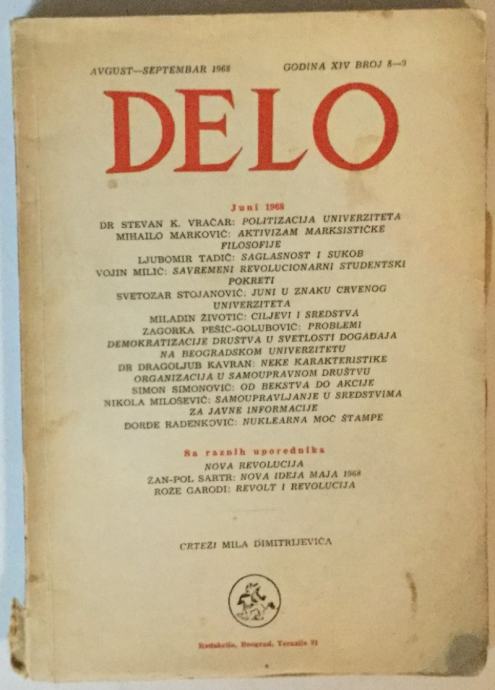 AVGUST—SEPTEMBAR 1968 GODINA XIV BROJ 8—9
DELO
Juni 1968
DR STEVAN K. VRAČAR: POLITIZACIJA UNIVERZITETA
MIHAILO MARKOVIĆ: AKTIVIZAM MARKSISTIČKE
FILOSOFIJE
LJUBOMIR TADIĆ: SAGLASNOST I SUKOB
VOJIN MILIĆ: SAVREMENI REVOLUCIONARNI STUDENTSKI
POKRETI
SVETOZAR STOJANOVIĆ: JUNI U ZNAKU CRVENOG
UNIVERZITETA
MILADIN ŽIVOTIĆ: CILJEVI I SREDSTVA
ZAGORKA PEŠIĆ-GOLUBOVIĆ: PROBLEMI
DEMOKRATIZACIJE DRUŠTVA U SVETLOSTI DOGAĐAJA
NA BEOGRADSKOM UNIVERZITETU
DR DRAGOLJUB KAVRAN: NEKE KARAKTERISTIKE
ORGANIZACIJA U SAMOUPRAVNOM DRUŠTVU
SIMON SIMONOVIĆ: OD BEKSTVA DO AKCIJE
NIKOLA MILOŠEVIĆ: SAMOUPRAVLJANJE U SREDSTVIMA
ZA JAVNE INFORMACIJE
ĐORĐE RADENKOVIĆ: NUKLEARNA MOĆ ŠTAMPE
Sa raznih uporednika
NOVA REVOLUCIJA
ŽAN-POL SARTR: NOVA IDEJA MAJA 1968
ROŽE GARODI: REVOLT I REVOLUCIJA
CRTEŽI MILA DIMITRIJEVIĆA
Redakcija, Beograd, Terazije 21